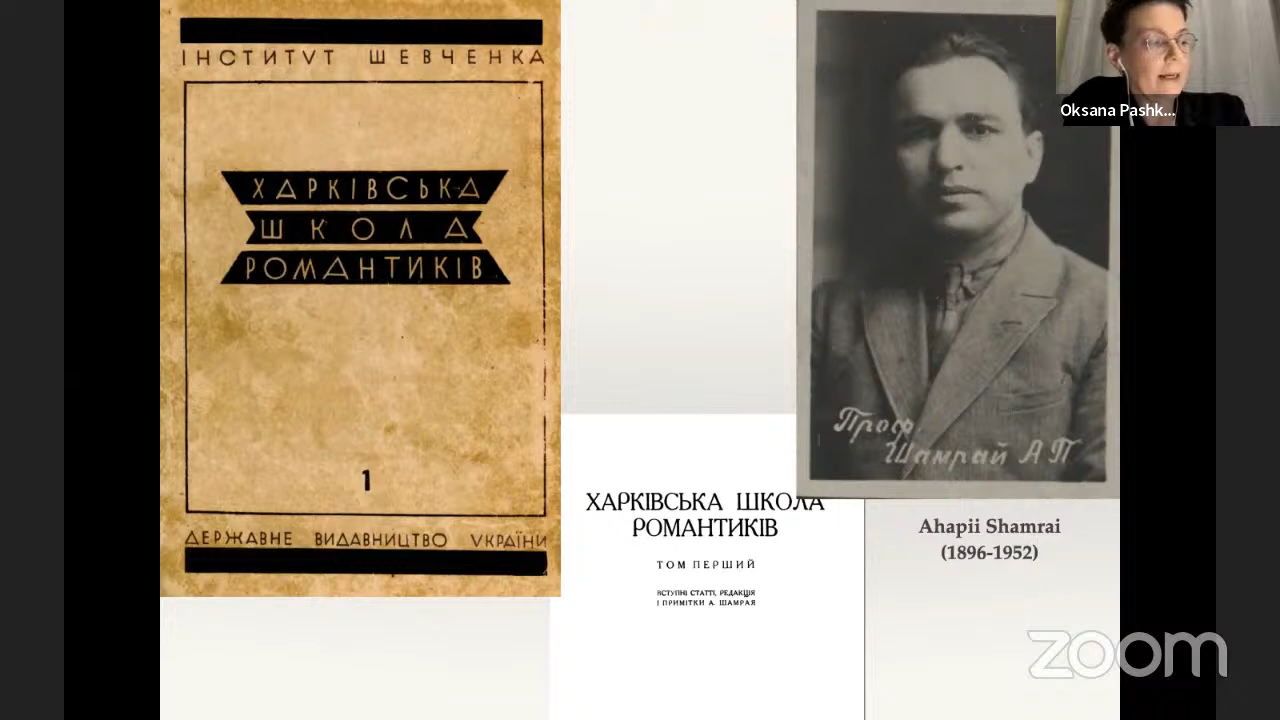 ІНСТИТУТ ШЕВЧЕНКА
ХАРКІВСЬКА
ШКОЛА
РОМАНТИКІВ
1
ДЕРЖАВНЕ ВИДАВНИЦТВО УКРАЇНИ
ХАРКІВСЬКА ШКОЛА
РОМАНТИКІВ
ТОМ ПЕРШИЙ
ВСТУПНІ СТАТТІ, РЕДАКЦІЯ
І ПРИМІТКИ А. ШАМРАЯ
Проф.
Шамрай А П
Ahapii Shamrai
(1896-1952)
Oksana Pashk...
zoom